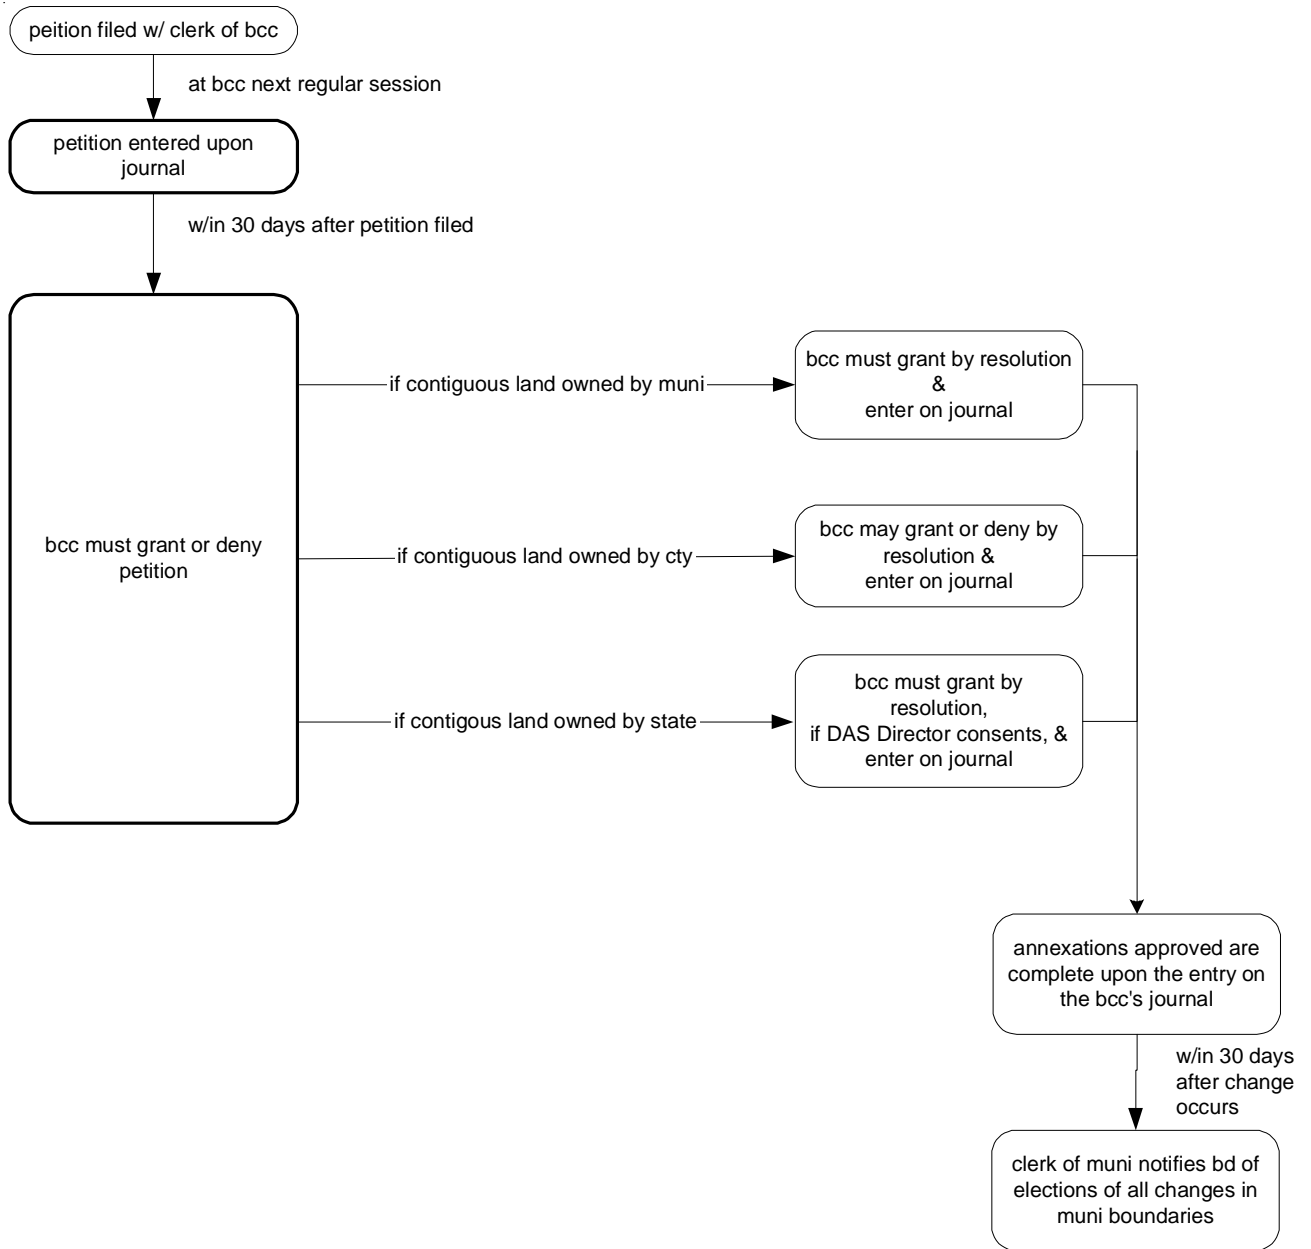 peition filed w/ clerk of bcc
at bcc next regular session
petition entered upon
journal
w/in 30 days after petition filed
bcc must grant or deny
petition
if contiguous land owned by muni
bcc must grant by resolution
&
enter on journal
if contiguous land owned by cty
bcc may grant or deny by
resolution &
enter on journal
if contigous land owned by state
bcc must grant by
resolution,
if DAS Director consents, &
enter on journal
annexations approved are
complete upon the entry on
the bcc's journal
w/in 30 days
after change
occurs
clerk of muni notifies bd of
elections of all changes in
muni boundaries